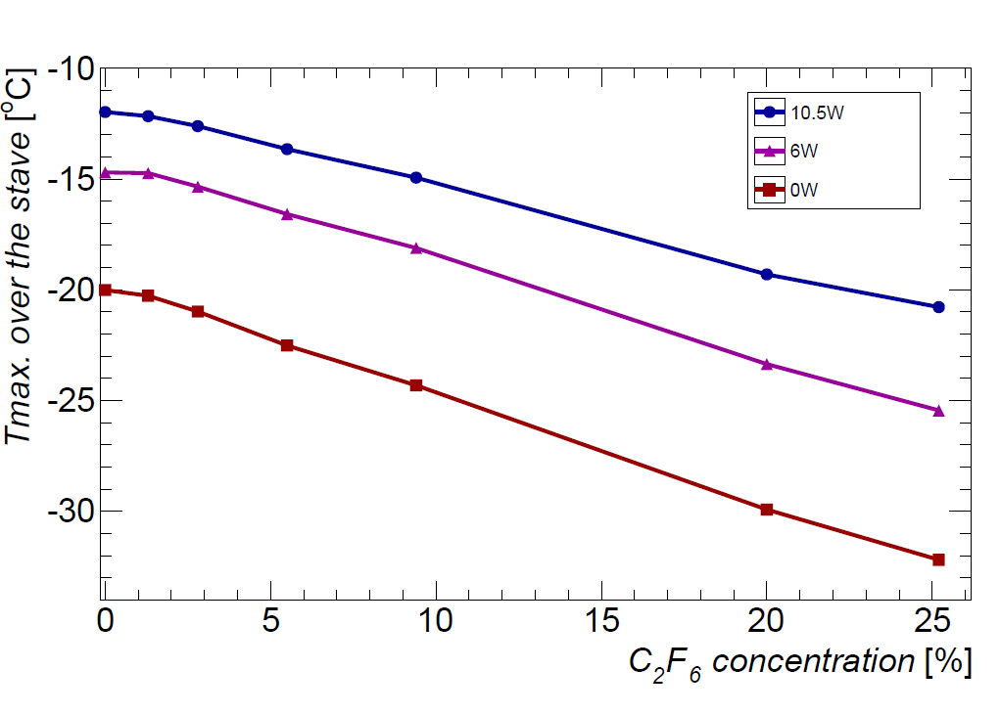 Tmax. over the stave [°C]
-10
-15
-20
-25
-30
10.5W
6W
0W
0 5 10 15 20 25
C₂F₆ concentration [%]